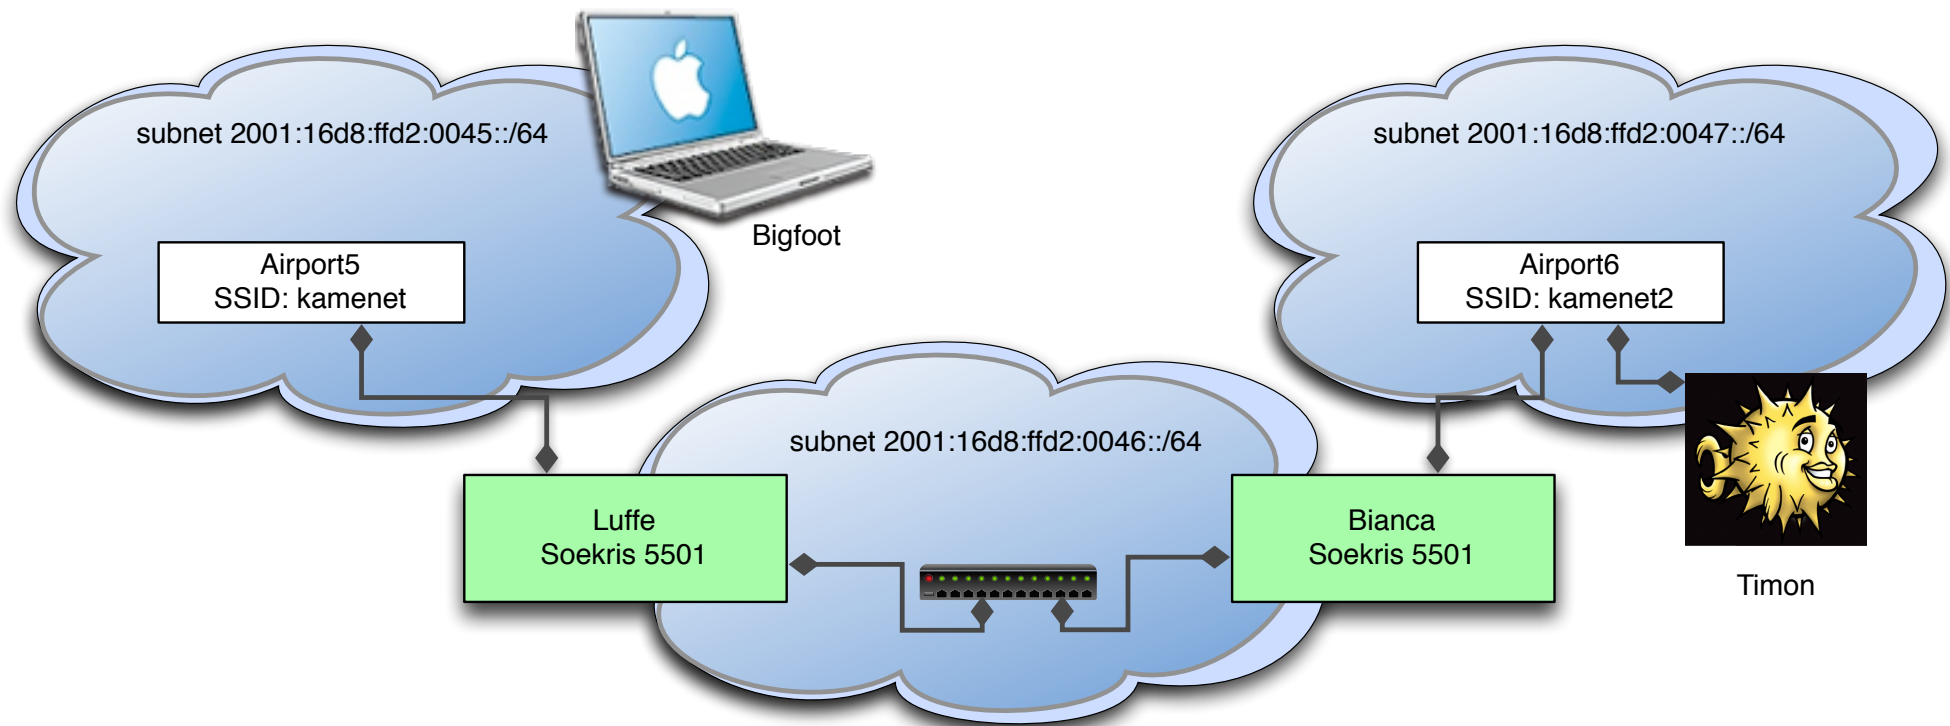 subnet 2001:16d8:ffd2:0045::/64
Bigfoot
Airport5
SSID: kamenet
subnet 2001:16d8:ffd2:0047::/64
Airport6
SSID: kamenet2
subnet 2001:16d8:ffd2:0046::/64
Luffe
Soekris 5501
Bianca
Soekris 5501
Timon